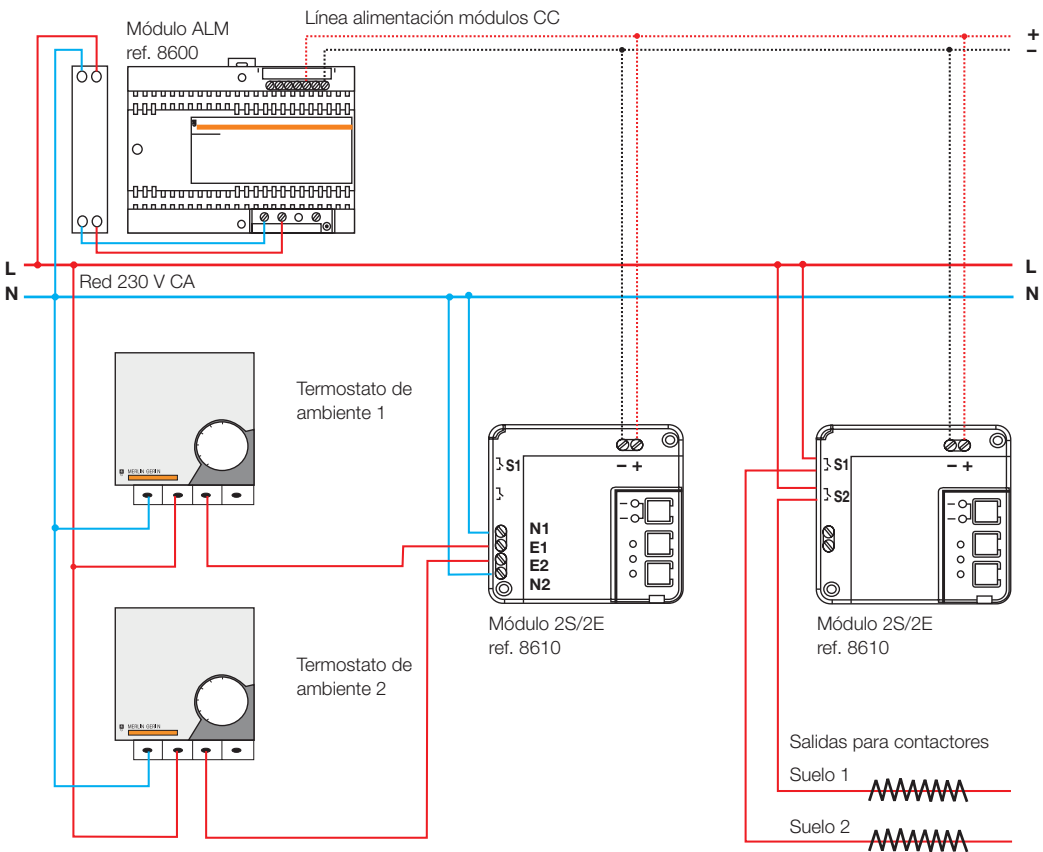 Línea alimentación módulos CC
Módulo ALM
ref. 8600
+
−
L
L
Red 230 V CA
N
N
Termostato de
ambiente 1
MERLIN GERIN
S1
− +
N1
E1
E2
N2
Módulo 2S/2E
ref. 8610
S1
− +
S2
Módulo 2S/2E
ref. 8610
Termostato de
ambiente 2
MERLIN GERIN
Salidas para contactores
Suelo 1
Suelo 2